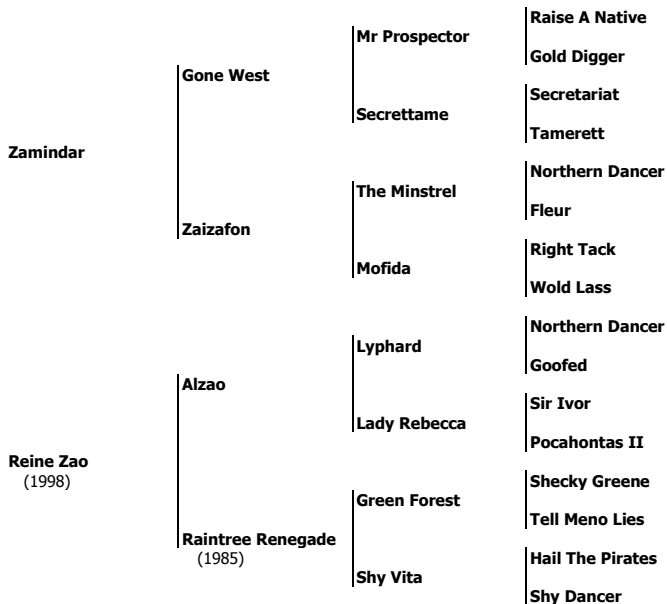 Raise A Native
Mr Prospector
Gold Digger
Gone West
Secretariat
Secrettame
Tamerett
Zamindar
Northern Dancer
The Minstrel
Fleur
Zaizafon
Right Tack
Mofida
Wold Lass
Northern Dancer
Lyphard
Goofed
Alzao
Sir Ivor
Lady Rebecca
Pocahontas II
Reine Zao
(1998)
Shecky Greene
Green Forest
Tell Meno Lies
Raintree Renegade
(1985)
Hail The Pirates
Shy Vita
Shy Dancer